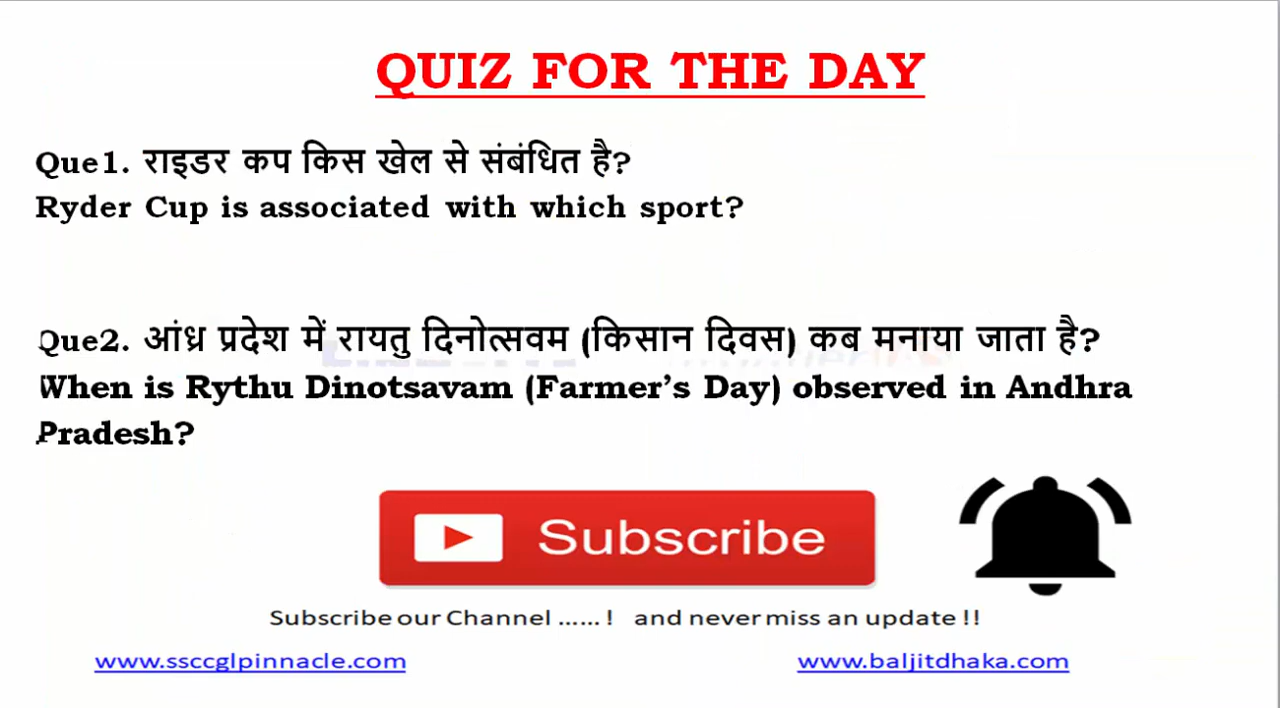 QUIZ FOR THE DAY
Que1. राइडर कप किस खेल से संबंधित है?
Ryder Cup is associated with which sport?
Que2. आंध्र प्रदेश में रायतु दिनोत्सवम (किसान दिवस) कब मनाया जाता है?
When is Rythu Dinotsavam (Farmer’s Day) observed in Andhra
Pradesh?
Subscribe
Subscribe our Channel ...... ! and never miss an update !!
www.ssccglpinnacle.com www.baljitdhaka.com